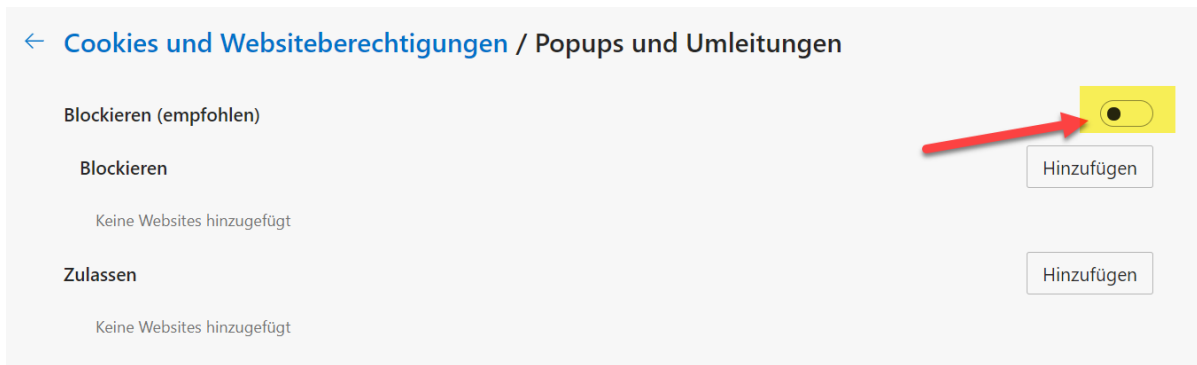 Cookies und Websiteberechtigungen / Popups und Umleitungen
Blockieren (empfohlen)
Blockieren
Hinzufügen
Keine Websites hinzugefügt
Zulassen
Hinzufügen
Keine Websites hinzugefügt